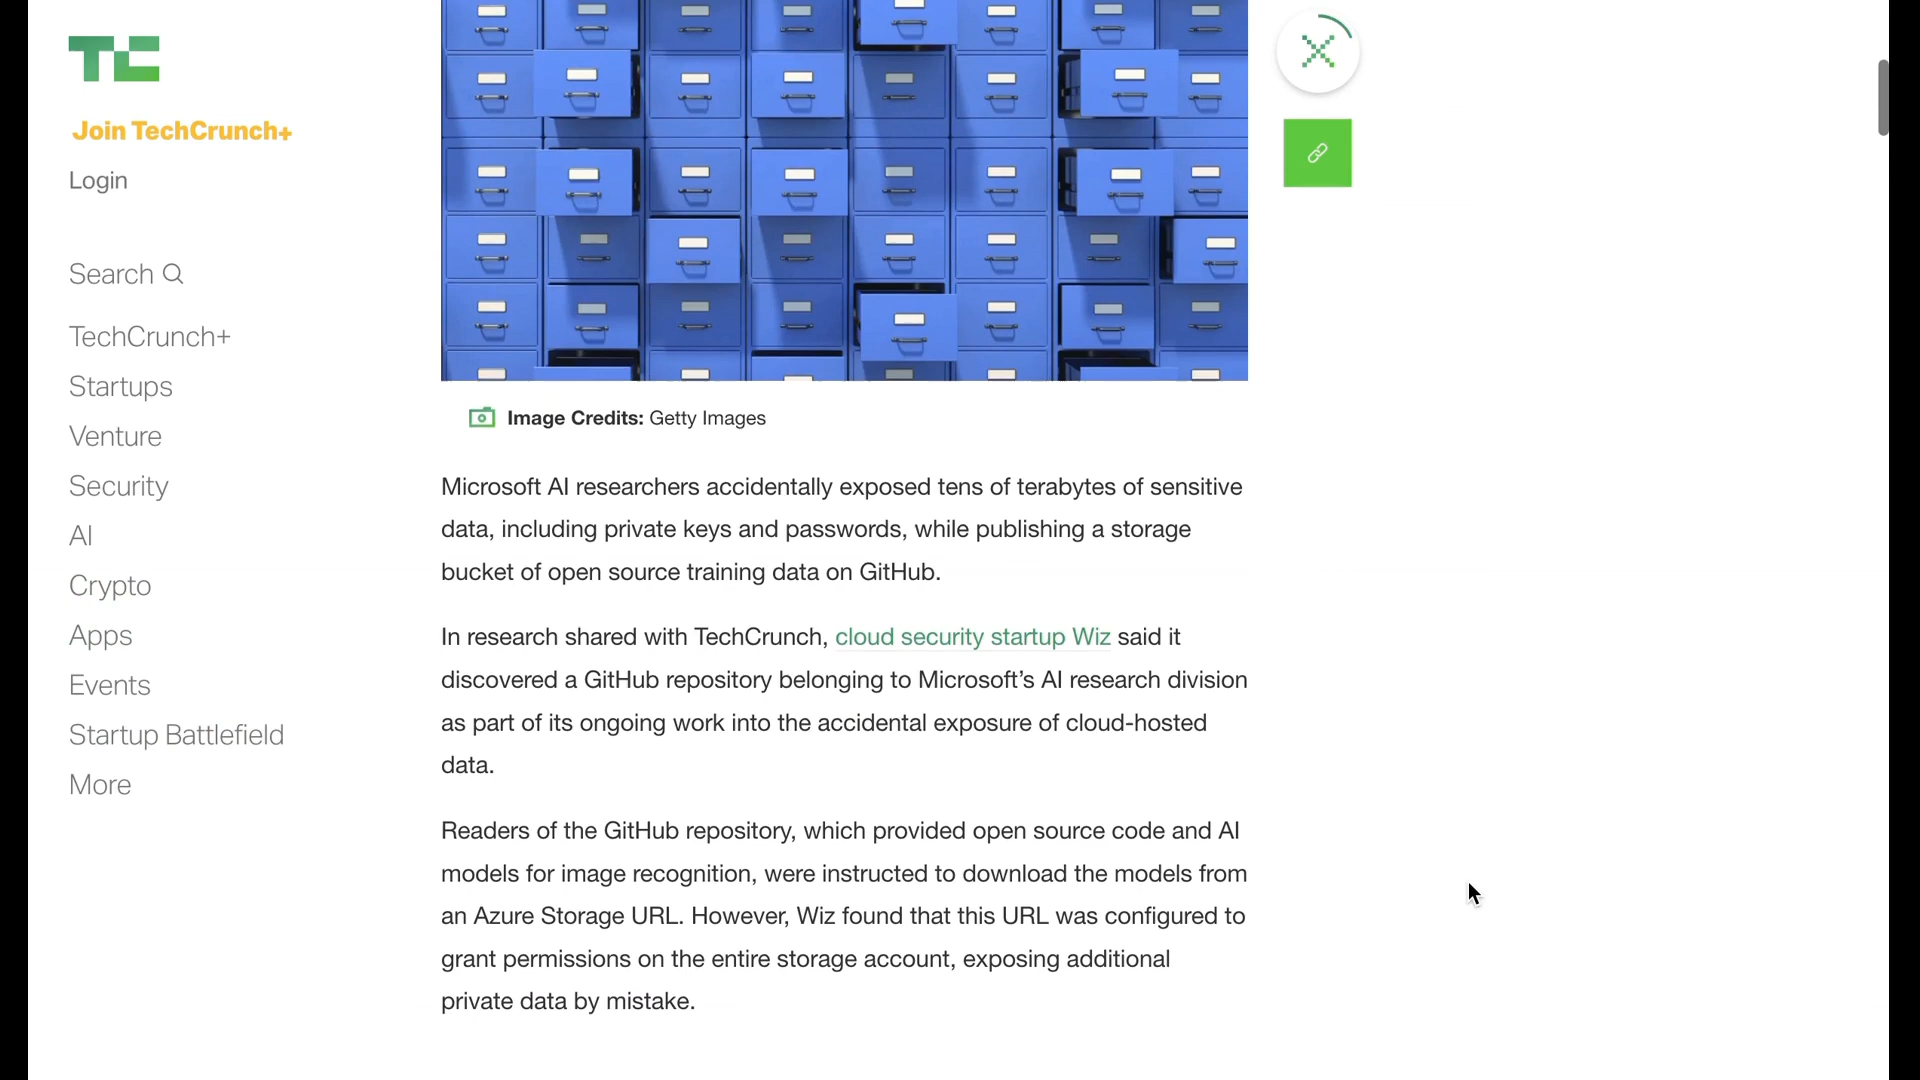 TC
Join TechCrunch+
Login
Search
TechCrunch+
Startups
Venture
Security
AI
Crypto
Apps
Events
Startup Battlefield
More
Image Credits: Getty Images
Microsoft AI researchers accidentally exposed tens of terabytes of sensitive
data, including private keys and passwords, while publishing a storage
bucket of open source training data on GitHub.
In research shared with TechCrunch, cloud security startup Wiz said it
discovered a GitHub repository belonging to Microsoft’s AI research division
as part of its ongoing work into the accidental exposure of cloud-hosted
data.
Readers of the GitHub repository, which provided open source code and AI
models for image recognition, were instructed to download the models from
an Azure Storage URL. However, Wiz found that this URL was configured to
grant permissions on the entire storage account, exposing additional
private data by mistake.